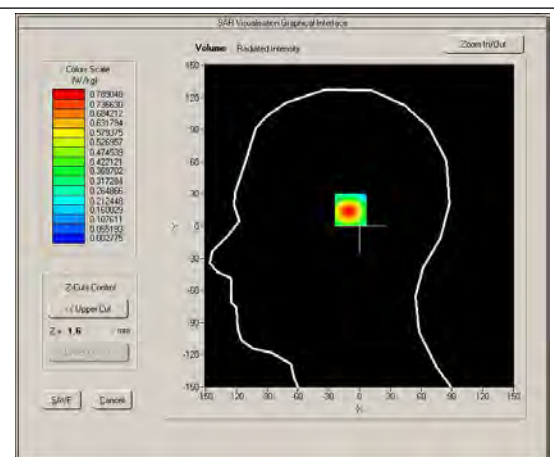 SAR Visualisation Graphical Interface
Volume Radiated Intensity
Zoom In/Out
Colors Scale
(W/kg)
0.789048
0.736630
0.684212
0.631794
0.579375
0.526957
0.474539
0.422121
0.369702
0.317284
0.264866
0.212448
0.160029
0.107611
0.055193
0.002775
Z-Cuts Control
<< Upper Cut
Z = 1.6 mm
SAVE
Cancel
150
120
90
60
30
0
-30
-60
-90
-120
-150
Y
-150 -120 -90 -60 -30 0 30 60 90 120 150
X